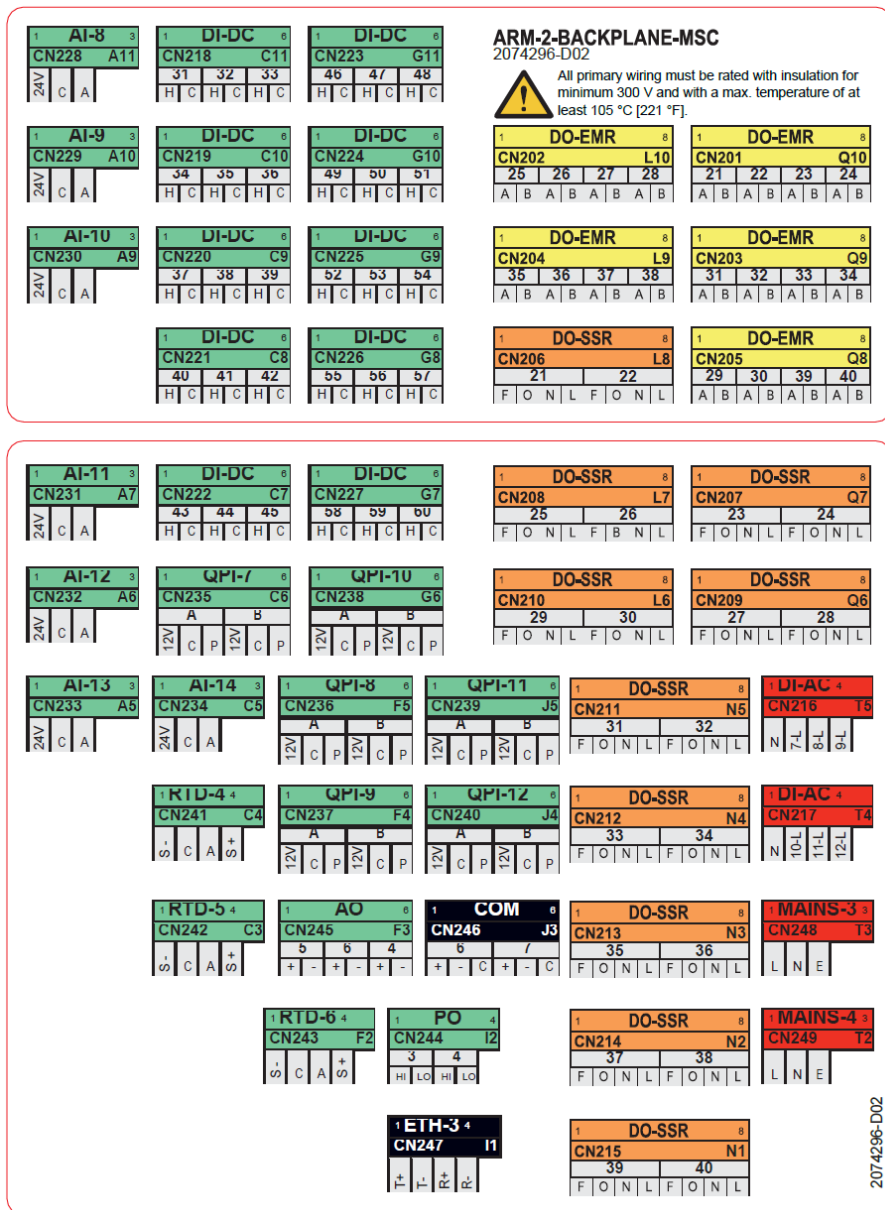 ARM-2-BACKPLANE-MSC
2074296-D02
All primary wiring must be rated with insulation for
minimum 300 V and with a max. temperature of at
least 105 °C [221 °F].
1 AI-8 3
CN228 A11
24V C A
1 DI-DC 6
CN218 C11
31 32 33
H C H C H C
1 DI-DC 6
CN223 G11
46 47 48
H C H C H C
1 AI-9 3
CN229 A10
24V C A
1 DI-DC 6
CN219 C10
34 35 36
H C H C H C
1 DI-DC 6
CN224 G10
49 50 51
H C H C H C
1 DO-EMR 8
CN202 L10
25 26 27 28
A B A B A B A B
1 DO-EMR 8
CN201 Q10
21 22 23 24
A B A B A B A B
1 AI-10 3
CN230 A9
24V C A
1 DI-DC 6
CN220 C9
37 38 39
H C H C H C
1 DI-DC 6
CN225 G9
52 53 54
H C H C H C
1 DO-EMR 8
CN204 L9
35 36 37 38
A B A B A B A B
1 DO-EMR 8
CN203 Q9
31 32 33 34
A B A B A B A B
1 DI-DC 6
CN221 C8
40 41 42
H C H C H C
1 DI-DC 6
CN226 G8
55 56 57
H C H C H C
1 DO-SSR 8
CN206 L8
21 22
F O N L F O N L
1 DO-EMR 8
CN205 Q8
29 30 39 40
A B A B A B A B
1 AI-11 3
CN231 A7
24V C A
1 DI-DC 6
CN222 C7
43 44 45
H C H C H C
1 DI-DC 6
CN227 G7
58 59 60
H C H C H C
1 DO-SSR 8
CN208 L7
25 26
F O N L F B N L
1 DO-SSR 8
CN207 Q7
23 24
F O N L F O N L
1 AI-12 3
CN232 A6
24V C A
1 QPI-7 6
CN235 C6
A B
12V C P 12V C P
1 QPI-10 6
CN238 G6
A B
12V C P 12V C P
1 DO-SSR 8
CN210 L6
29 30
F O N L F O N L
1 DO-SSR 8
CN209 Q6
27 28
F O N L F O N L
1 AI-13 3
CN233 A5
24V C A
1 AI-14 3
CN234 C5
24V C A
1 QPI-8 6
CN236 F5
A B
12V C P 12V C P
1 QPI-11 6
CN239 J5
A B
12V C P 12V C P
1 DO-SSR 8
CN211 N5
31 32
F O N L F O N L
1 DI-AC 4
CN216 T5
N 7-L 8-L 9-L
1 RTD-4 4
CN241 C4
S- C A S+
1 QPI-9 6
CN237 F4
A B
12V C P 12V C P
1 QPI-12 6
CN240 J4
A B
12V C P 12V C P
1 DO-SSR 8
CN212 N4
33 34
F O N L F O N L
1 DI-AC 4
CN217 T4
N 10-L 11-L 12-L
1 RTD-5 4
CN242 C3
S- C A S+
1 AO 6
CN245 F3
5 6 4
+ - + - + -
1 COM 6
CN246 J3
6 7
+ - C + - C
1 DO-SSR 8
CN213 N3
35 36
F O N L F O N L
1 MAINS-3 3
CN248 T3
L N E
1 RTD-6 4
CN243 F2
S- C A S+
1 PO 4
CN244 I2
3 4
HI LO HI LO
1 DO-SSR 8
CN214 N2
37 38
F O N L F O N L
1 MAINS-4 3
CN249 T2
L N E
1 ETH-3 4
CN247 I1
T+ T- R+ R-
1 DO-SSR 8
CN215 N1
39 40
F O N L F O N L
2074296-D02